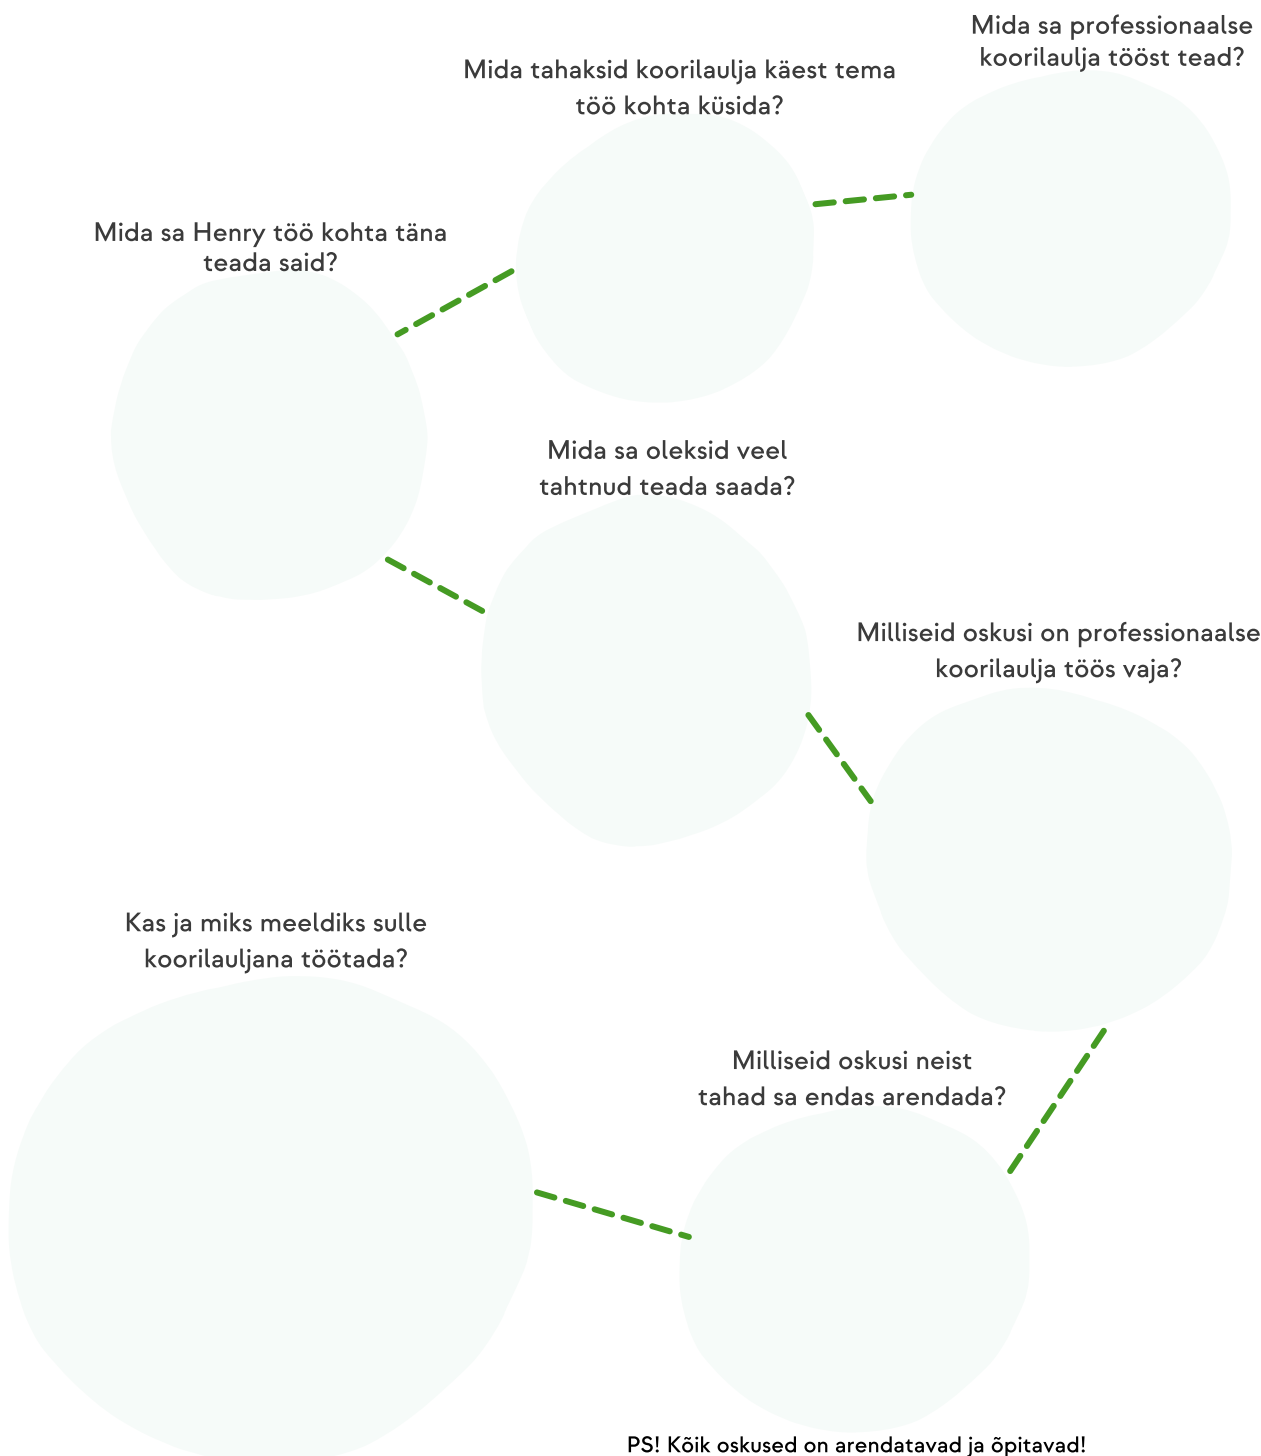 Mida sa professionaalse
koorilaulja tööst tead?
Mida tahaksid koorilaulja käest tema
töö kohta küsida?
Mida sa Henry töö kohta täna
teada said?
Mida sa oleksid veel
tahtnud teada saada?
Milliseid oskusi on professionaalse
koorilaulja töös vaja?
Milliseid oskusi neist
tahad sa endas arendada?
Kas ja miks meeldiks sulle
koorilauljana töötada?
PS! Kõik oskused on arendatavad ja õpitavad!